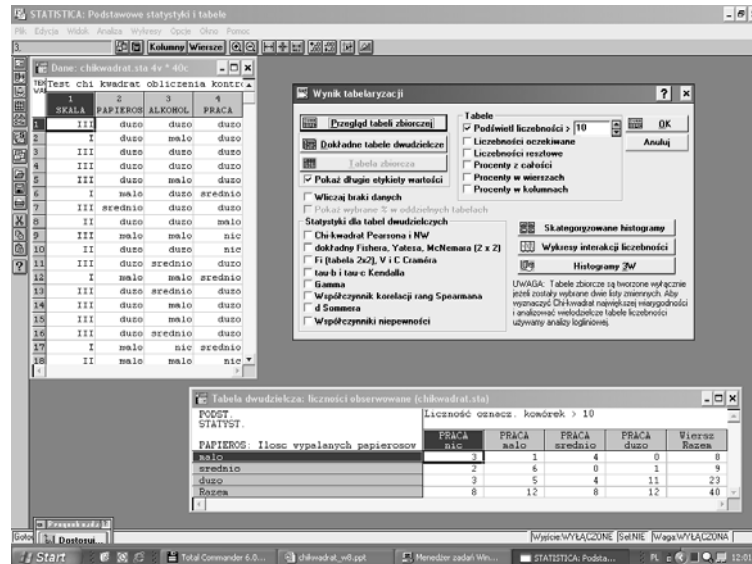 STATISTICA: Podstawowe statystyki i tabele
Plik Edycja Widok Analiza Wykresy Opcje Okno Pomoc
3. Kolumny Wiersze
Dane: chikwadrat.sta 4v * 40c
Test chi kwadrat obliczenia kontro
1 2 3 4
SKALA PAPIEROS ALKOHOL PRACA
1 III duzo duzo duzo
2 I duzo malo duzo
3 III duzo duzo duzo
4 III duzo duzo duzo
5 III duzo malo duzo
6 I malo duzo srednio
7 III srednio duzo duzo
8 II duzo duzo malo
9 III duzo malo nic
10 II duzo duzo nic
11 III duzo srednio duzo
12 I malo malo srednio
13 III duzo srednio duzo
14 III duzo malo duzo
15 III duzo malo duzo
16 III duzo srednio duzo
17 I malo nic srednio
18 II malo malo nic
Wynik tabelaryzacji
Przegląd tabeli zbiorczej
Dokładne tabele dwudzielcze
Tabela zbiorcza
Pokaż długie etykiety wartości
Wliczaj braki danych
Pokaż wybrane % w oddzielnych tabelach
Tabele
Podświetl liczebności > 10
Liczebności oczekiwane
Liczebności resztowe
Procenty z całości
Procenty w wierszach
Procenty w kolumnach
OK
Anuluj
Statystyki dla tabel dwudzielczych
Chi-kwadrat Pearsona i NW
dokładny Fishera, Yatesa, McNemara (2 x 2)
Fi (tabela 2x2), V i C Craméra
tau-b i tau-c Kendalla
Gamma
Współczynnik korelacji rang Spearmana
d Sommera
Współczynniki niepewności
Skategoryzowane histogramy
Wykresy interakcji liczebności
Histogramy 3W
UWAGA: Tabele zbiorcze są tworzone wyłącznie
jeżeli zostały wybrane dwie listy zmiennych. Aby
wyznaczyć Chi-kwadrat największej wiarygodności
i analizować wielodzielcze tabele liczebności
używamy analizy logliniowej.
Tabela dwudzielcza: liczności obserwowane (chikwadrat.sta)
PODST. Liczność oznacz. komórek > 10
STATYST.
PRACA PRACA PRACA PRACA Wiersz
PAPIEROS: Ilosc wypalanych papierosow nic malo srednio duzo Razem
malo 3 1 4 0 8
srednio 2 6 0 1 9
duzo 3 5 4 11 23
Razem 8 12 8 12 40
Dostosuj...
Wyjście:WYŁĄCZONE Sel:NIE Waga:WYŁĄCZONA
Start Total Commander 6.0... chikwadrat_w8.ppt Menedżer zadań Win... STATISTICA: Podsta... PL 12:01